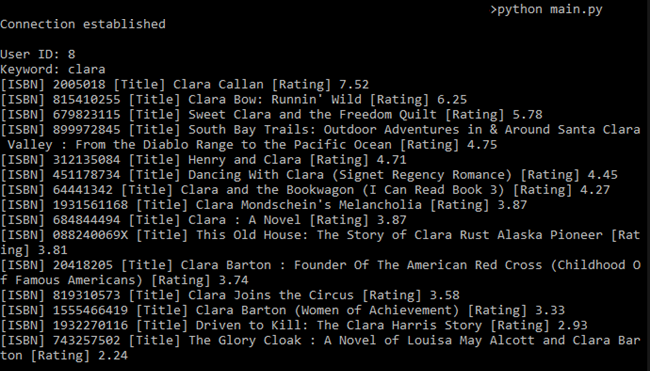 >python main.py
Connection established
User ID: 8
Keyword: clara
[ISBN] 2005018 [Title] Clara Callan [Rating] 7.52
[ISBN] 815410255 [Title] Clara Bow: Runnin' Wild [Rating] 6.25
[ISBN] 679823115 [Title] Sweet Clara and the Freedom Quilt [Rating] 5.78
[ISBN] 899972845 [Title] South Bay Trails: Outdoor Adventures in & Around Santa Clara
 Valley : From the Diablo Range to the Pacific Ocean [Rating] 4.75
[ISBN] 312135084 [Title] Henry and Clara [Rating] 4.71
[ISBN] 451178734 [Title] Dancing With Clara (Signet Regency Romance) [Rating] 4.45
[ISBN] 64441342 [Title] Clara and the Bookwagon (I Can Read Book 3) [Rating] 4.27
[ISBN] 1931561168 [Title] Clara Mondschein's Melancholia [Rating] 3.87
[ISBN] 684844494 [Title] Clara : A Novel [Rating] 3.87
[ISBN] 088240069X [Title] This Old House: The Story of Clara Rust Alaska Pioneer [Rat
ing] 3.81
[ISBN] 20418205 [Title] Clara Barton : Founder Of The American Red Cross (Childhood O
f Famous Americans) [Rating] 3.74
[ISBN] 819310573 [Title] Clara Joins the Circus [Rating] 3.58
[ISBN] 1555466419 [Title] Clara Barton (Women of Achievement) [Rating] 3.33
[ISBN] 1932270116 [Title] Driven to Kill: The Clara Harris Story [Rating] 2.93
[ISBN] 743257502 [Title] The Glory Cloak : A Novel of Louisa May Alcott and Clara Bar
ton [Rating] 2.24